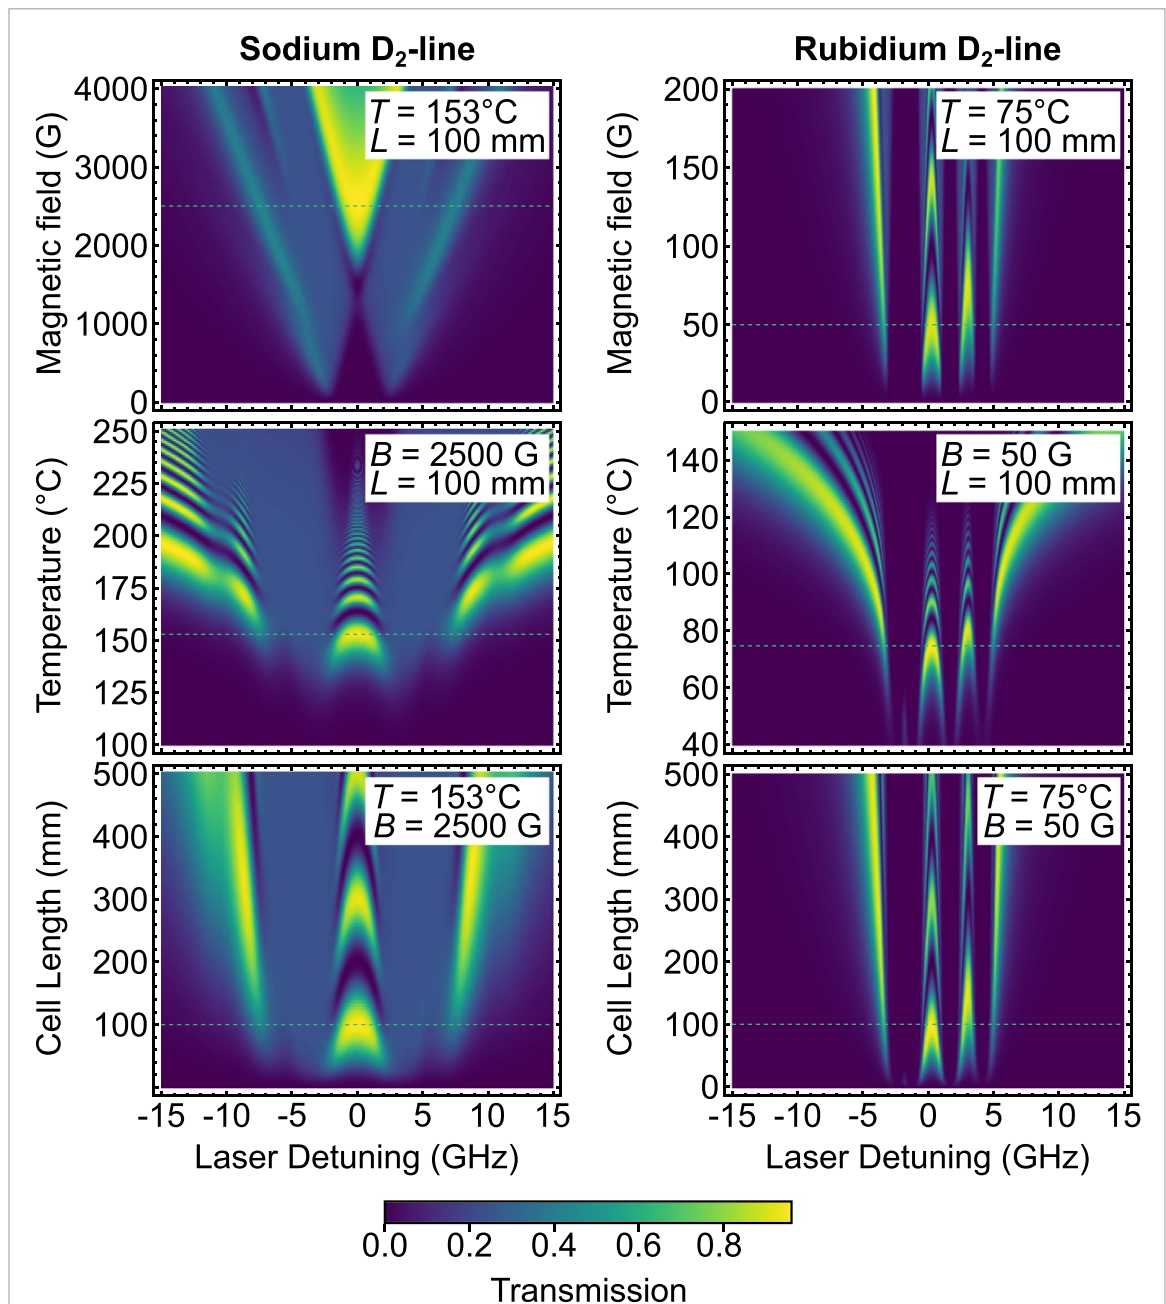 Sodium D₂-line
Rubidium D₂-line
Magnetic field (G)
4000
3000
2000
1000
0
T = 153°C
L = 100 mm
Magnetic field (G)
200
150
100
50
0
T = 75°C
L = 100 mm
Temperature (°C)
250
225
200
175
150
125
100
B = 2500 G
L = 100 mm
Temperature (°C)
140
120
100
80
60
40
B = 50 G
L = 100 mm
Cell Length (mm)
500
400
300
200
100
T = 153°C
B = 2500 G
-15 -10 -5 0 5 10 15
Laser Detuning (GHz)
Cell Length (mm)
500
400
300
200
100
0
T = 75°C
B = 50 G
-15 -10 -5 0 5 10 15
Laser Detuning (GHz)
0.0 0.2 0.4 0.6 0.8
Transmission